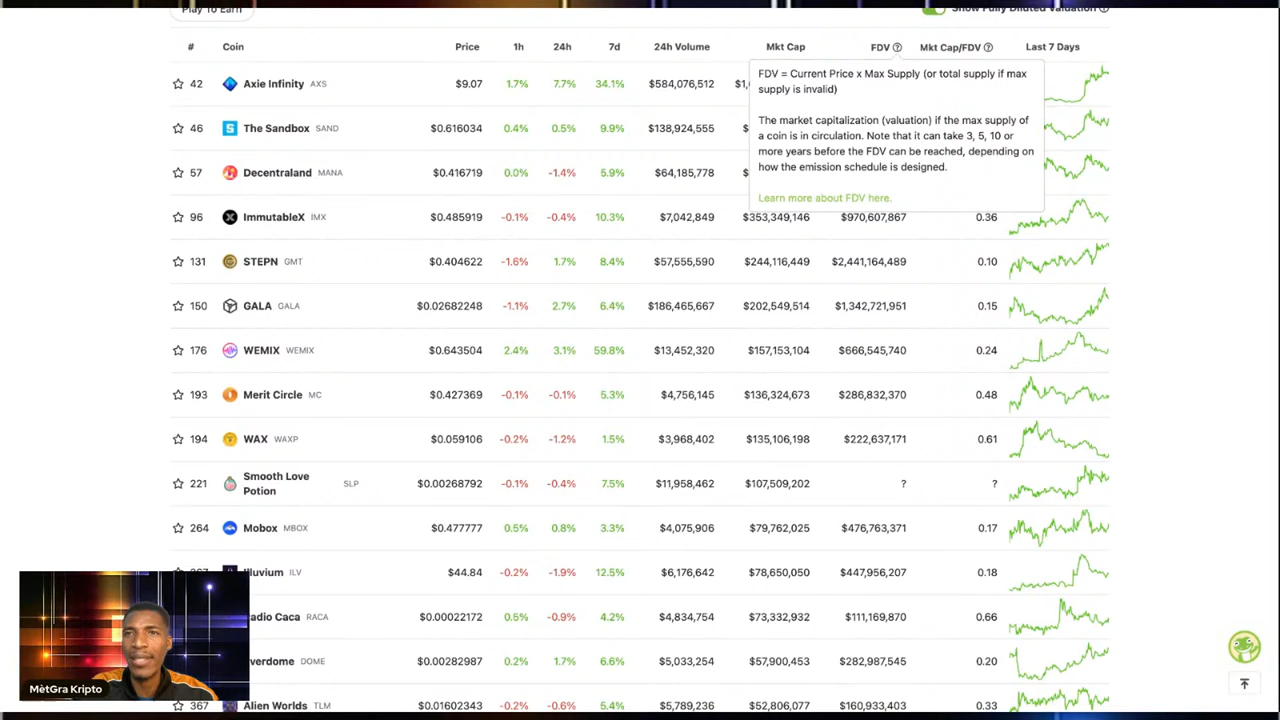 Play To Earn
Show Fully Diluted Valuation
# Coin Price 1h 24h 7d 24h Volume Mkt Cap FDV Mkt Cap/FDV Last 7 Days
FDV = Current Price x Max Supply (or total supply if max
supply is invalid)
The market capitalization (valuation) if the max supply of
a coin is in circulation. Note that it can take 3, 5, 10 or
more years before the FDV can be reached, depending on
how the emission schedule is designed.
Learn more about FDV here.
42 Axie Infinity AXS $9.07 1.7% 7.7% 34.1% $584,076,512
46 The Sandbox SAND $0.616034 0.4% 0.5% 9.9% $138,924,555
57 Decentraland MANA $0.416719 0.0% -1.4% 5.9% $64,185,778
96 ImmutableX IMX $0.485919 -0.1% -0.4% 10.3% $7,042,849 $353,349,146 $970,607,867 0.36
131 STEPN GMT $0.404622 -1.6% 1.7% 8.4% $57,555,590 $244,116,449 $2,441,164,489 0.10
150 GALA GALA $0.02682248 -1.1% 2.7% 6.4% $186,465,667 $202,549,514 $1,342,721,951 0.15
176 WEMIX WEMIX $0.643504 2.4% 3.1% 59.8% $13,452,320 $157,153,104 $666,545,740 0.24
193 Merit Circle MC $0.427369 -0.1% -0.1% 5.3% $4,756,145 $136,324,673 $286,832,370 0.48
194 WAX WAXP $0.059106 -0.2% -1.2% 1.5% $3,968,402 $135,106,198 $222,637,171 0.61
221 Smooth Love
Potion SLP $0.00268792 -0.1% -0.4% 7.5% $11,958,462 $107,509,202 ? ?
264 Mobox MBOX $0.477777 0.5% 0.8% 3.3% $4,075,906 $79,762,025 $476,763,371 0.17
lluvium ILV $44.84 -0.2% -1.9% 12.5% $6,176,642 $78,650,050 $447,956,207 0.18
adio Caca RACA $0.00022172 0.5% -0.9% 4.2% $4,834,754 $73,332,932 $111,169,870 0.66
verdome DOME $0.00282987 0.2% 1.7% 6.6% $5,033,254 $57,900,453 $282,987,545 0.20
367 Alien Worlds TLM $0.01602343 -0.2% -0.6% 5.4% $5,789,236 $52,806,077 $160,933,403 0.33
MètGra Kripto